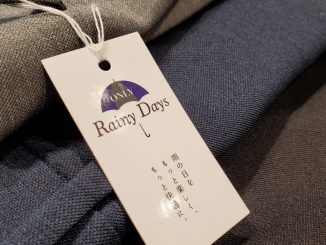 ONLY
Rainy Days
雨の日を楽しく、
もっと快適に。
もっと